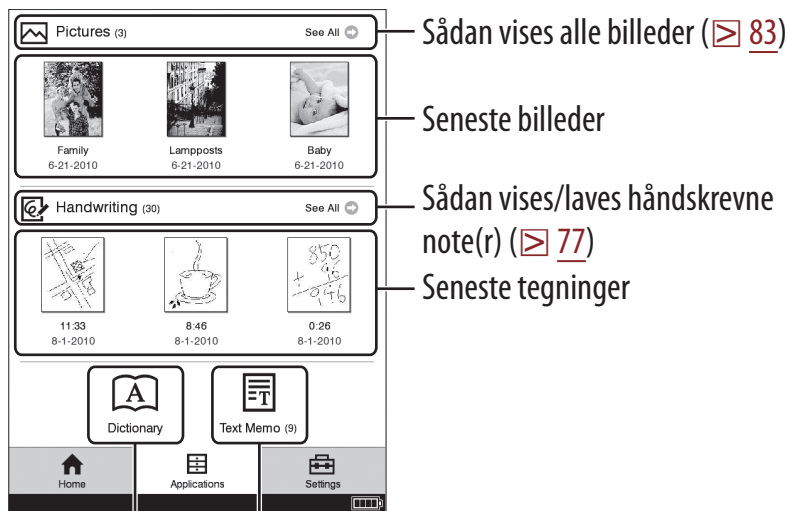 Pictures (3) See All
Sådan vises alle billeder (> 83)
Family Lampposts Baby
6-21-2010 6-21-2010 6-21-2010
Seneste billeder
Handwriting (30) See All
Sådan vises/laves håndskrevne
note(r) (> 77)
850
+ 96
946
11:33 8:46 0:26
8-1-2010 8-1-2010 8-1-2010
Seneste tegninger
A T
Dictionary Text Memo (9)
Home Applications Settings